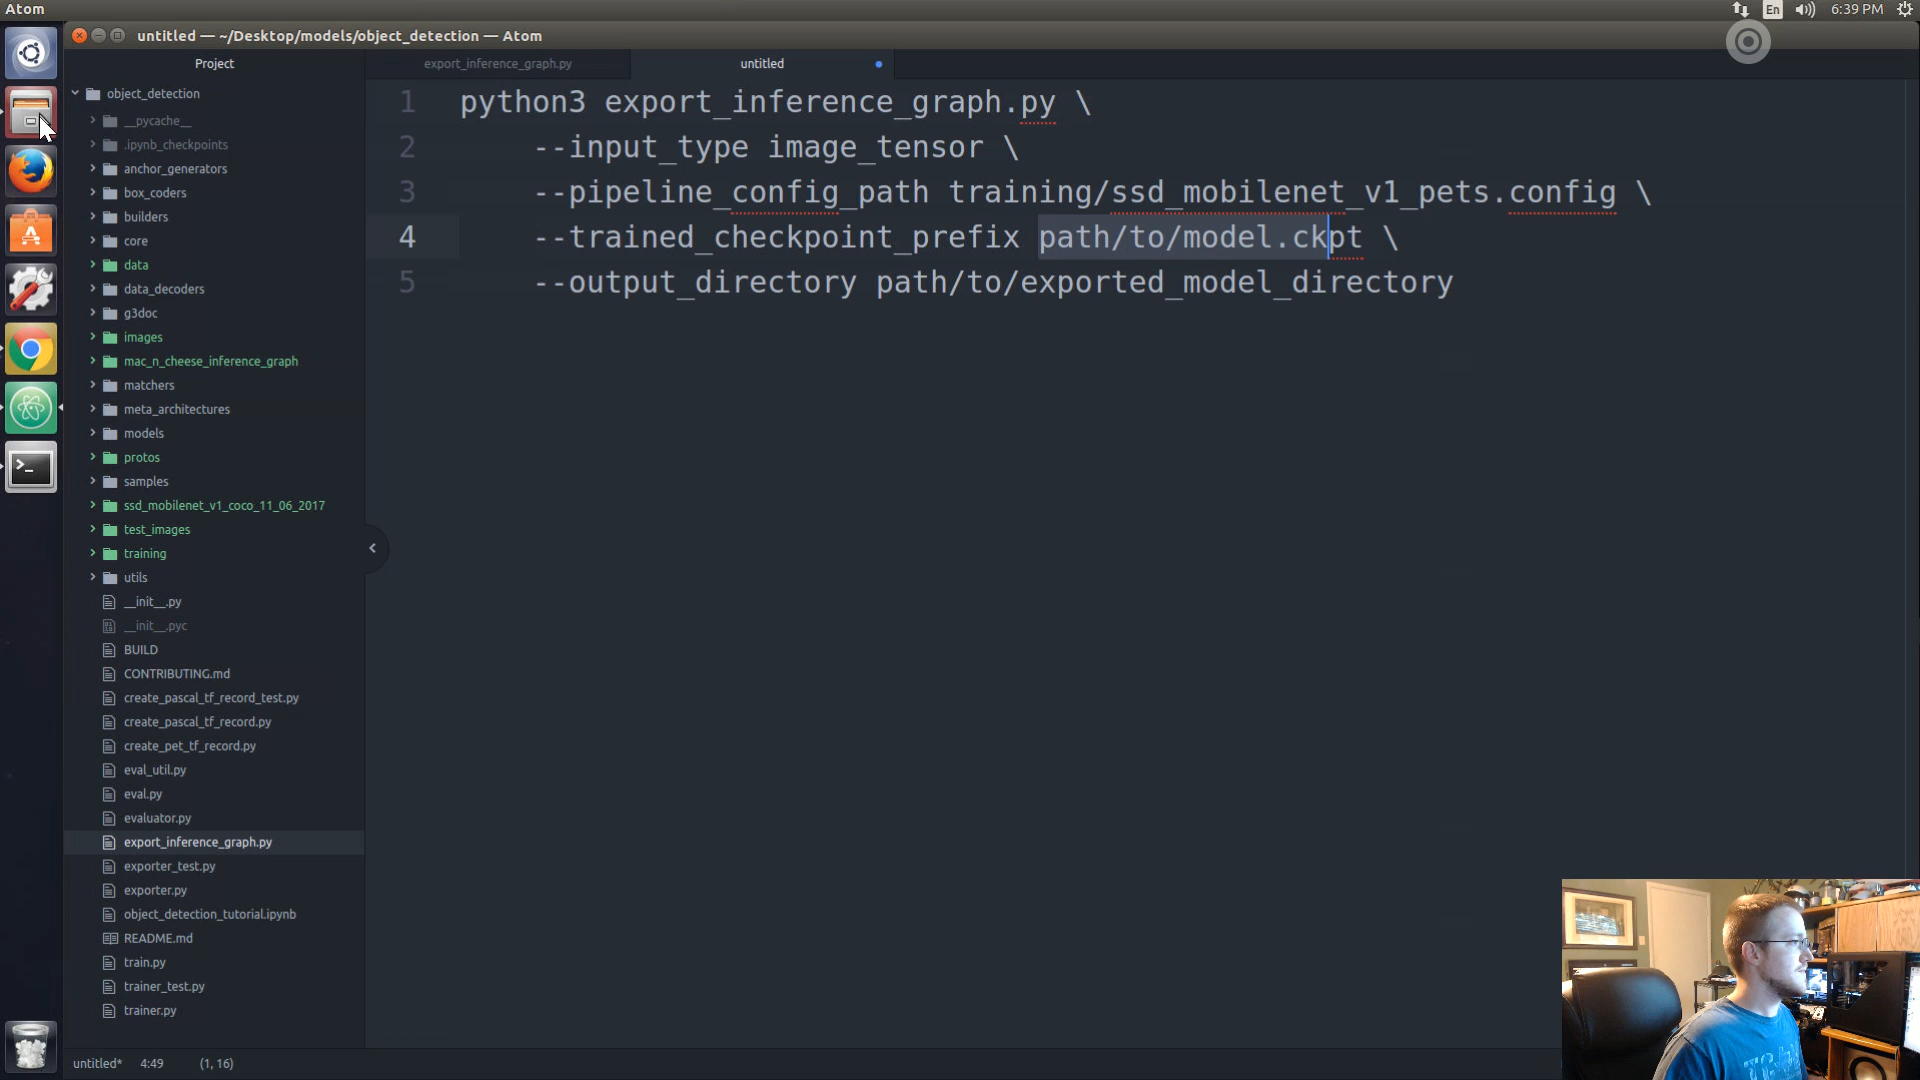 Atom
En
6:39 PM
untitled — ~/Desktop/models/object_detection — Atom
Project
export_inference_graph.py
untitled
object_detection
__pycache__
.ipynb_checkpoints
anchor_generators
box_coders
builders
core
data
data_decoders
g3doc
images
mac_n_cheese_inference_graph
matchers
meta_architectures
models
protos
samples
ssd_mobilenet_v1_coco_11_06_2017
test_images
training
utils
__init__.py
__init__.pyc
BUILD
CONTRIBUTING.md
create_pascal_tf_record_test.py
create_pascal_tf_record.py
create_pet_tf_record.py
eval_util.py
eval.py
evaluator.py
export_inference_graph.py
exporter_test.py
exporter.py
object_detection_tutorial.ipynb
README.md
train.py
trainer_test.py
trainer.py
1 python3 export_inference_graph.py \
2 --input_type image_tensor \
3 --pipeline_config_path training/ssd_mobilenet_v1_pets.config \
4 --trained_checkpoint_prefix path/to/model.ckpt \
5 --output_directory path/to/exported_model_directory
untitled* 4:49 (1, 16)